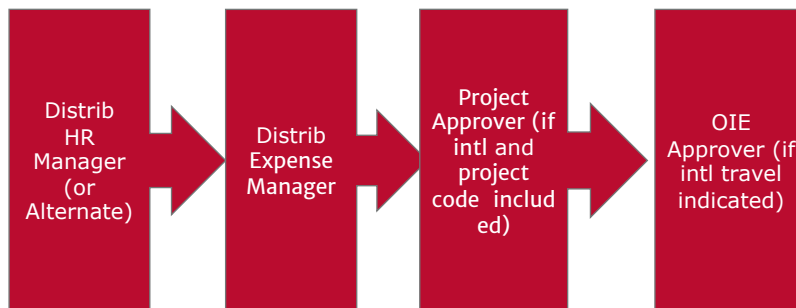 Distrib
HR
Manager
(or
Alternate)
Distrib
Expense
Manager
Project
Approver (if
intl and
project
code includ
ed)
OIE
Approver (if
intl travel
indicated)